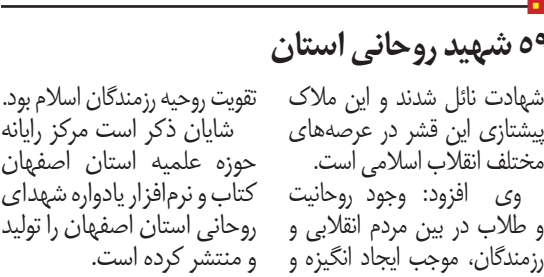 ۵۹ شهید روحانی استان
شهادت نائل شدند و این ملاک
پیشتازی این قشر در عرصه‌های
مختلف انقلاب اسلامی است.
وی افزود: وجود روحانیت
و طلاب در بین مردم انقلابی و
رزمندگان، موجب ایجاد انگیزه و
تقویت روحیه رزمندگان اسلام بود.
شایان ذکر است مرکز رایانه
حوزه علمیه استان اصفهان
کتاب و نرم‌افزار یادواره شهدای
روحانی استان اصفهان را تولید
و منتشر کرده است.